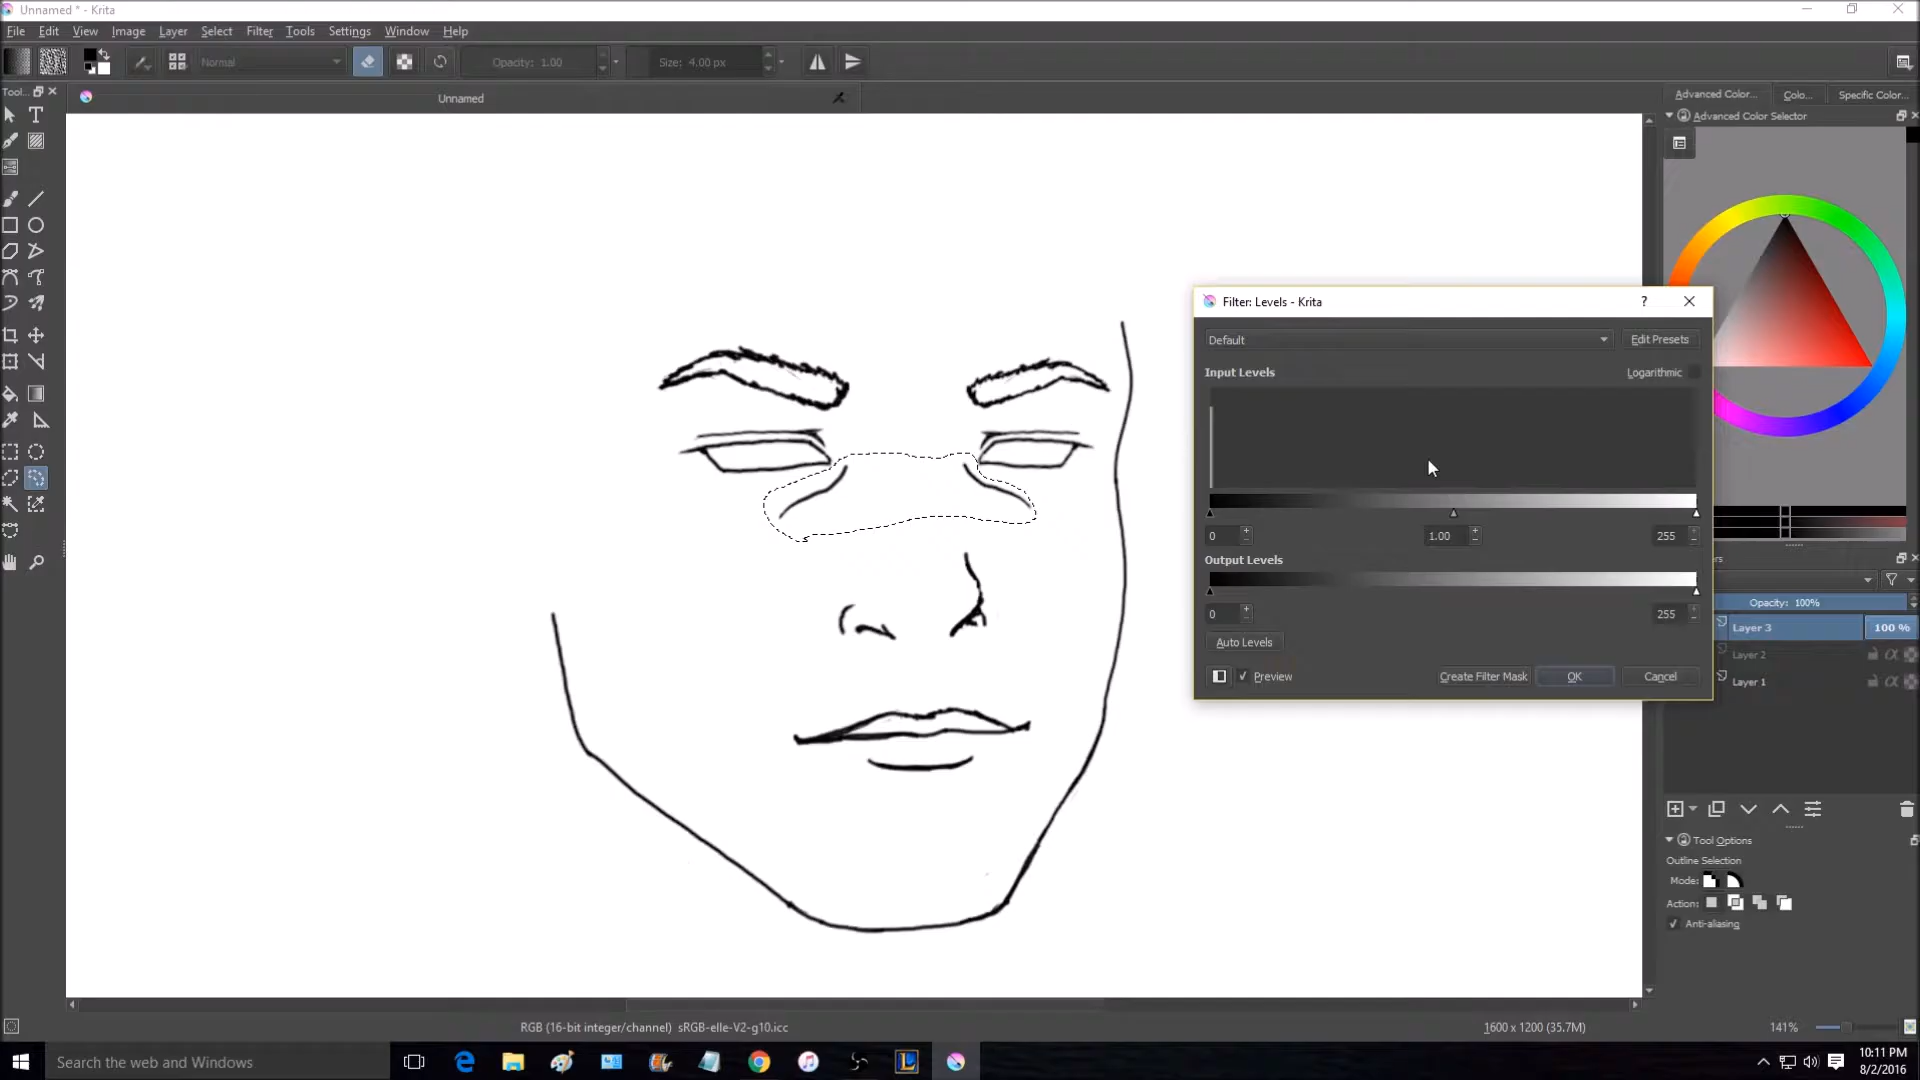 Unnamed * - Krita
File Edit View Image Layer Select Filter Tools Settings Window Help
Normal
Opacity: 1.00
Size: 4.00 px
Tool...
Unnamed
Advanced Color... Colo... Specific Color...
Advanced Color Selector
T
Filter: Levels - Krita
?
Default
Edit Presets
Input Levels
Logarithmic
0
1.00
255
Output Levels
0
255
Auto Levels
Preview
Create Filter Mask
OK
Cancel
Opacity: 100%
Layer 3
100 %
Layer 2
Layer 1
Tool Options
Outline Selection
Mode:
Action:
Anti-aliasing
RGB (16-bit integer/channel) sRGB-elle-V2-g10.icc
1600 x 1200 (35.7M)
141%
Search the web and Windows
L
10:11 PM
8/2/2016